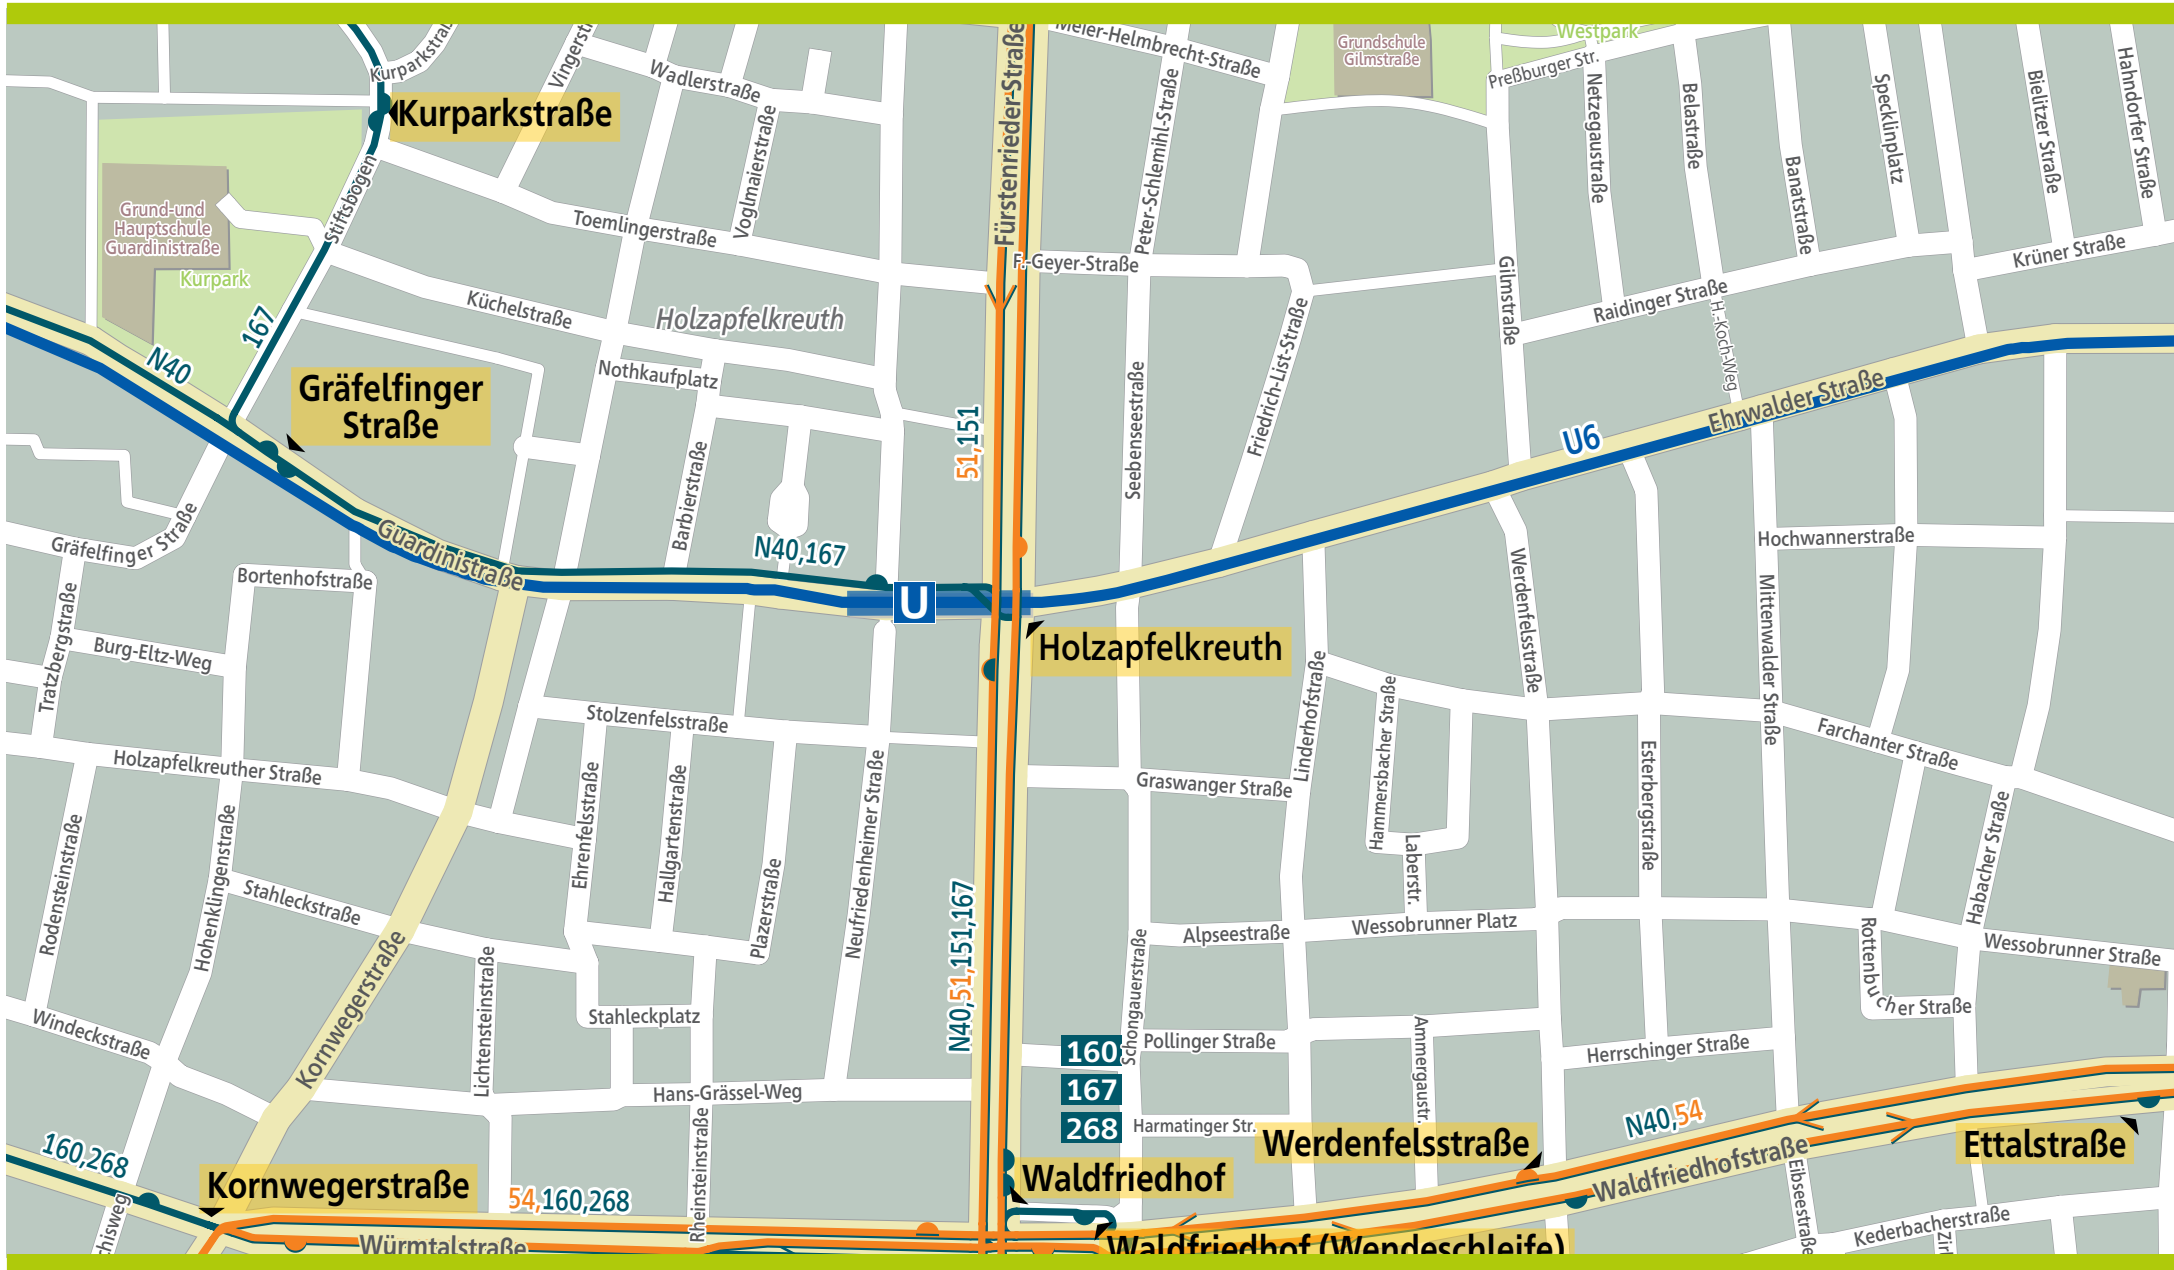 Meier-Helmbrecht-Straße
Westpark
Grundschule
Gilmstraße
Preßburger Str.
Kurparkstraße
Vingerstr
Wadlerstraße
Fürstenrieder-Straße
Kurparkstraße
Peter-Schlemihl-Straße
Netzegaustraße
Belastraße
Specklinplatz
Bielitzer Straße
Hahndorfer Straße
Banatstraße
Voglmaierstraße
Stiftsbogen
Grund-und
Hauptschule
Guardinistraße
Kurpark
Toemlingerstraße
F.-Geyer-Straße
Krüner Straße
Gilmstraße
Raidinger Straße
H.-Koch-Weg
Küchelstraße
Holzapfelkreuth
167
N40
Nothkaufplatz
Friedrich-List-Straße
Seebenseestraße
Gräfelfinger
Straße
51,151
Ehrwalder Straße
U6
Barbierstraße
Gräfelfinger Straße
Guardinistraße
N40,167
Hochwannerstraße
Werdenfelsstraße
Mittenwalder Straße
Bortenhofstraße
U
Tratzbergstraße
Burg-Eltz-Weg
Holzapfelkreuth
Linderhofstraße
Hammersbacher Straße
Stolzenfelsstraße
Farchanter Straße
Holzapfelkreuther Straße
Graswanger Straße
Esterbergstraße
Ehrenfelsstraße
Hallgartenstraße
Neufriedenheimer Straße
Rodensteinstraße
Hohenklingenstraße
Plazerstraße
Laberstr.
Habacher Straße
Stahleckstraße
Alpseestraße
Wessobrunner Platz
Wessobrunner Straße
N40,51,151,167
Kornwegerstraße
Lichtensteinstraße
Schongauerstraße
Rottenbucher Straße
Windeckstraße
Stahleckplatz
160
Pollinger Straße
Ammergaustr.
Herrschinger Straße
167
Hans-Grässel-Weg
268
Harmatinger Str.
N40,54
Werdenfelsstraße
Ettalstraße
160,268
Rheinsteinstraße
Waldfriedhofstraße
Kornwegerstraße
Waldfriedhof
54,160,268
Eibseestraße
chisweg
Kederbacherstraße
Zirl
Würmtalstraße
Waldfriedhof (Wendeschleife)